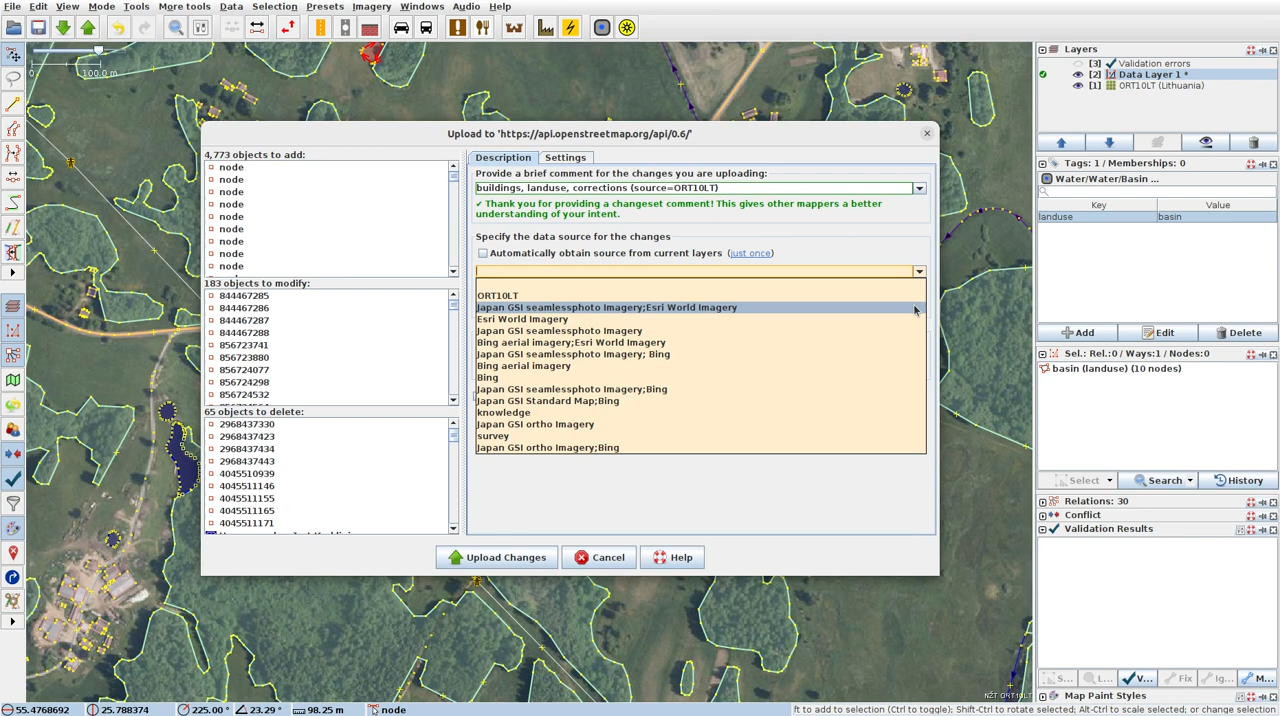 File Edit View Mode Tools More tools Data Selection Presets Imagery Windows Audio Help
0 100.0 m
Layers
[3] Validation errors
[2] Data Layer 1 *
[1] ORT10LT (Lithuania)
Tags: 1 / Memberships: 0
Water/Water/Basin ...
Key Value
landuse basin
Add Edit Delete
Sel.: Rel.:0 / Ways:1 / Nodes:0
basin (landuse) (10 nodes)
Select Search History
Relations: 30
Conflict
Validation Results
S... L... V... Fix Ig... M...
Map Paint Styles
Upload to 'https://api.openstreetmap.org/api/0.6/'
4,773 objects to add:
node
node
node
node
node
node
node
node
node
183 objects to modify:
844467285
844467286
844467287
844467288
856723741
856723880
856724077
856724298
856724532
65 objects to delete:
2968437330
2968437423
2968437434
2968437443
4045510939
4045511146
4045511155
4045511165
4045511171
Description Settings
Provide a brief comment for the changes you are uploading:
buildings, landuse, corrections (source=ORT10LT)
✔ Thank you for providing a changeset comment! This gives other mappers a better
understanding of your intent.
Specify the data source for the changes
Automatically obtain source from current layers (just once)
ORT10LT
Japan GSI seamlessphoto Imagery;Esri World Imagery
Esri World Imagery
Japan GSI seamlessphoto Imagery
Bing aerial imagery;Esri World Imagery
Japan GSI seamlessphoto Imagery; Bing
Bing aerial imagery
Bing
Japan GSI seamlessphoto Imagery;Bing
Japan GSI Standard Map;Bing
knowledge
Japan GSI ortho Imagery
survey
Japan GSI ortho Imagery;Bing
Upload Changes Cancel Help
NŽT ORT10LT
55.4768692 25.788374 225.00 ° 23.29 ° 98.25 m node ft to add to selection (Ctrl to toggle); Shift-Ctrl to rotate selected; Alt-Ctrl to scale selected; or change selection